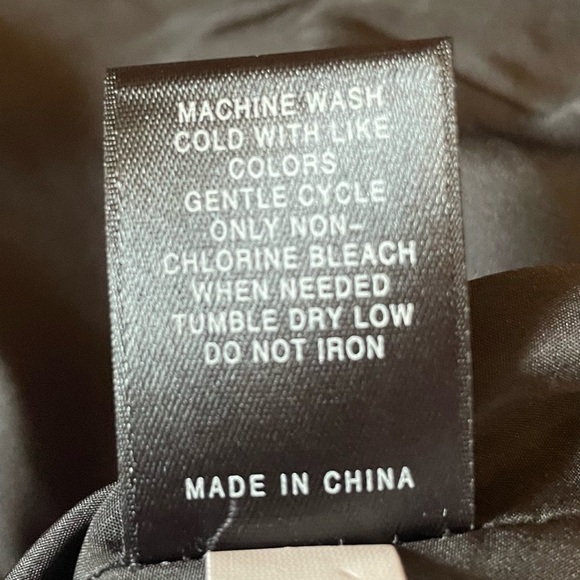 MACHINE WASH
COLD WITH LIKE
COLORS
GENTLE CYCLE
ONLY NON-
CHLORINE BLEACH
WHEN NEEDED
TUMBLE DRY LOW
DO NOT IRON
MADE IN CHINA